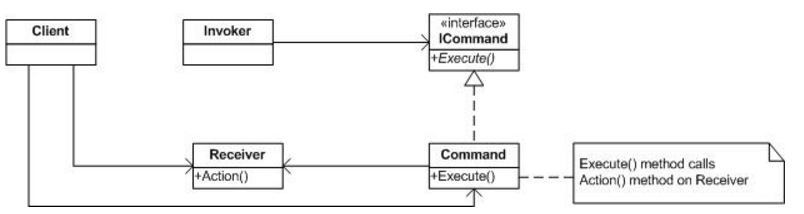 Client
Invoker
«interface»
ICommand
+Execute()
Receiver
+Action()
Command
+Execute()
Execute() method calls
Action() method on Receiver